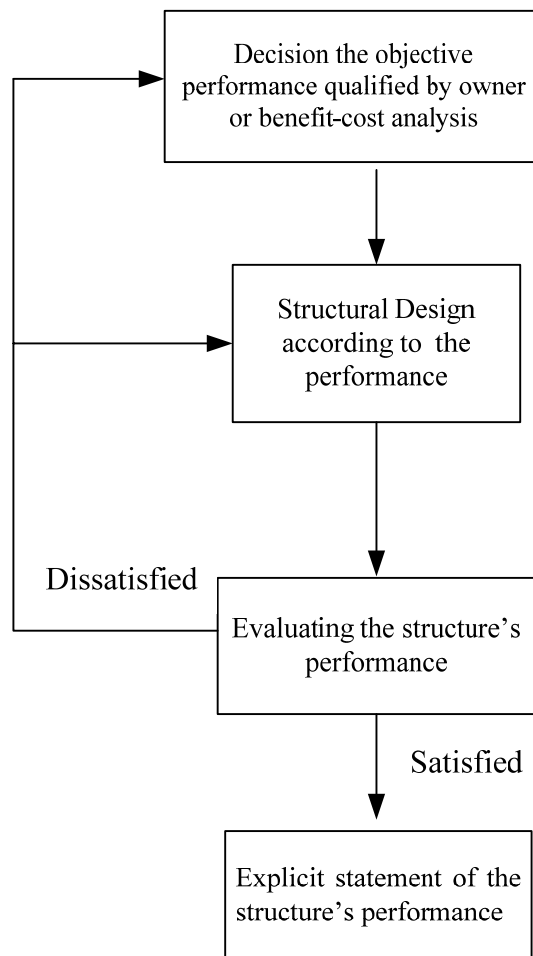 Decision the objective
performance qualified by owner
or benefit-cost analysis
Structural Design
according to the
performance
Dissatisfied
Evaluating the structure's
performance
Satisfied
Explicit statement of the
structure's performance